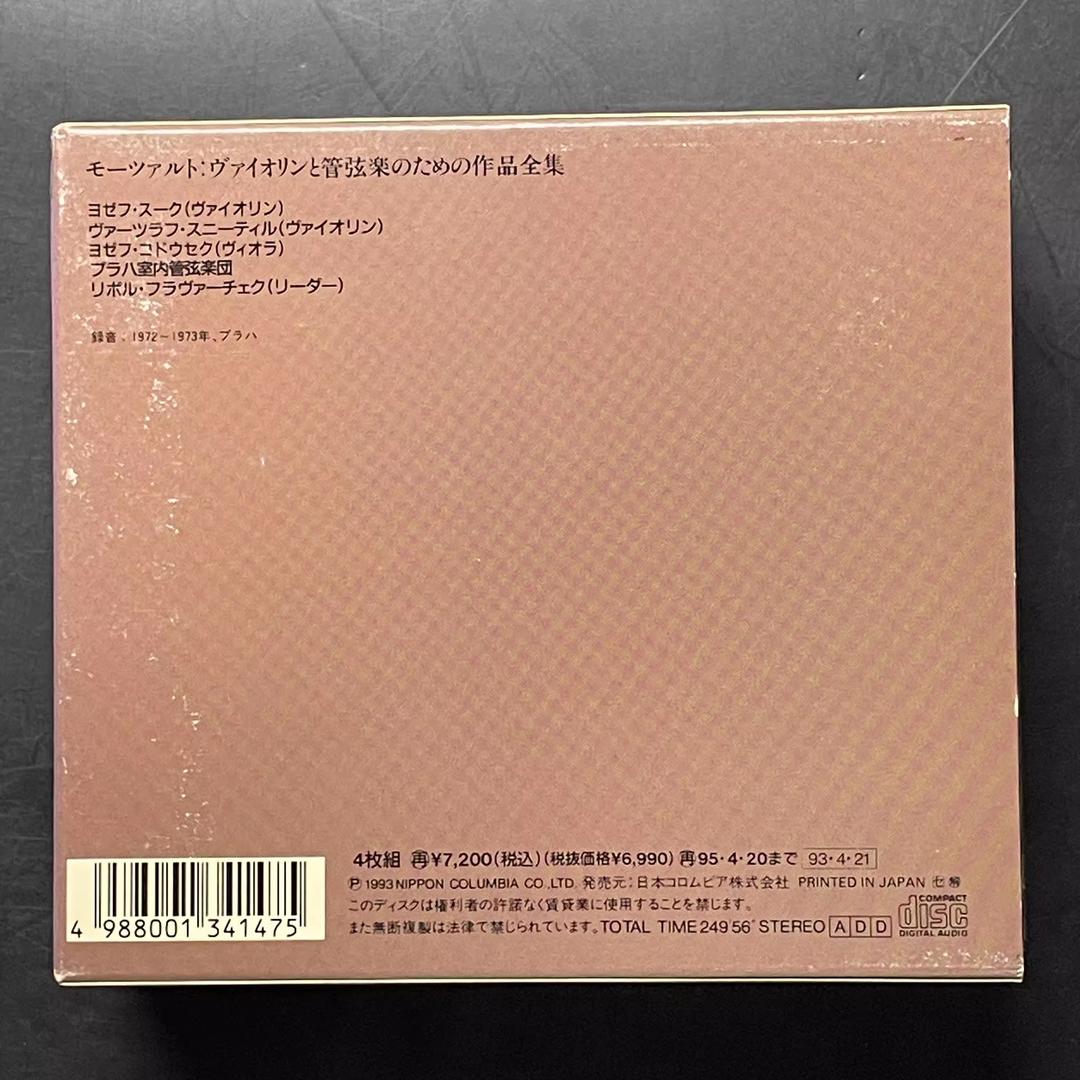 モーツァルト:ヴァイオリンと管弦楽のための作品全集
ヨゼフ・スーク(ヴァイオリン)
ヴァーツラフ・スニーティル(ヴァイオリン)
ヨゼフ・コドウセク(ヴィオラ)
プラハ室内管弦楽団
リボル・フラヴァーチェク(リーダー)
録音:1972~1973年、プラハ
4枚組 再¥7,200(税込)(税抜価格¥6,990) 再95・4・20まで 93・4・21
Ⓟ1993 NIPPON COLUMBIA CO.,LTD. 発売元:日本コロムビア株式会社 PRINTED IN JAPAN
このディスクは権利者の許諾なく賃貸業に使用することを禁じます。
また無断複製は法律で禁じられています。TOTAL TIME 249′56″ STEREO ADD
COMPACT disc DIGITAL AUDIO
4 988001 341475